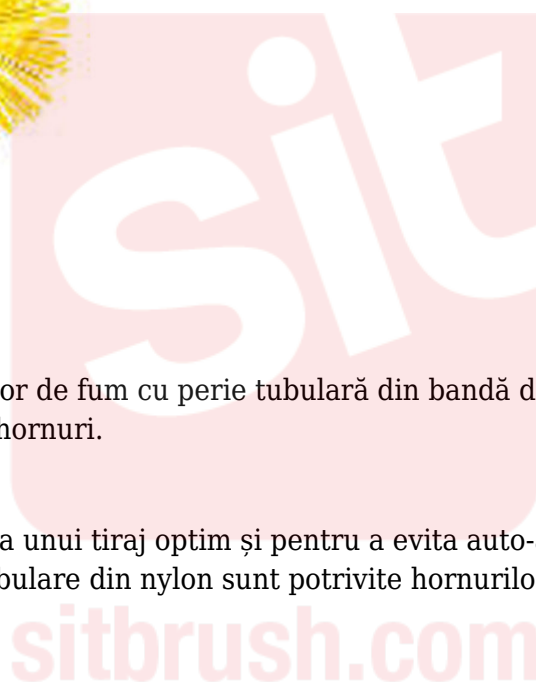 sit
or de fum cu perie tubulară din bandă d
hornuri.
a unui tiraj optim și pentru a evita auto-
bulare din nylon sunt potrivite hornurilo
sitbrush.com